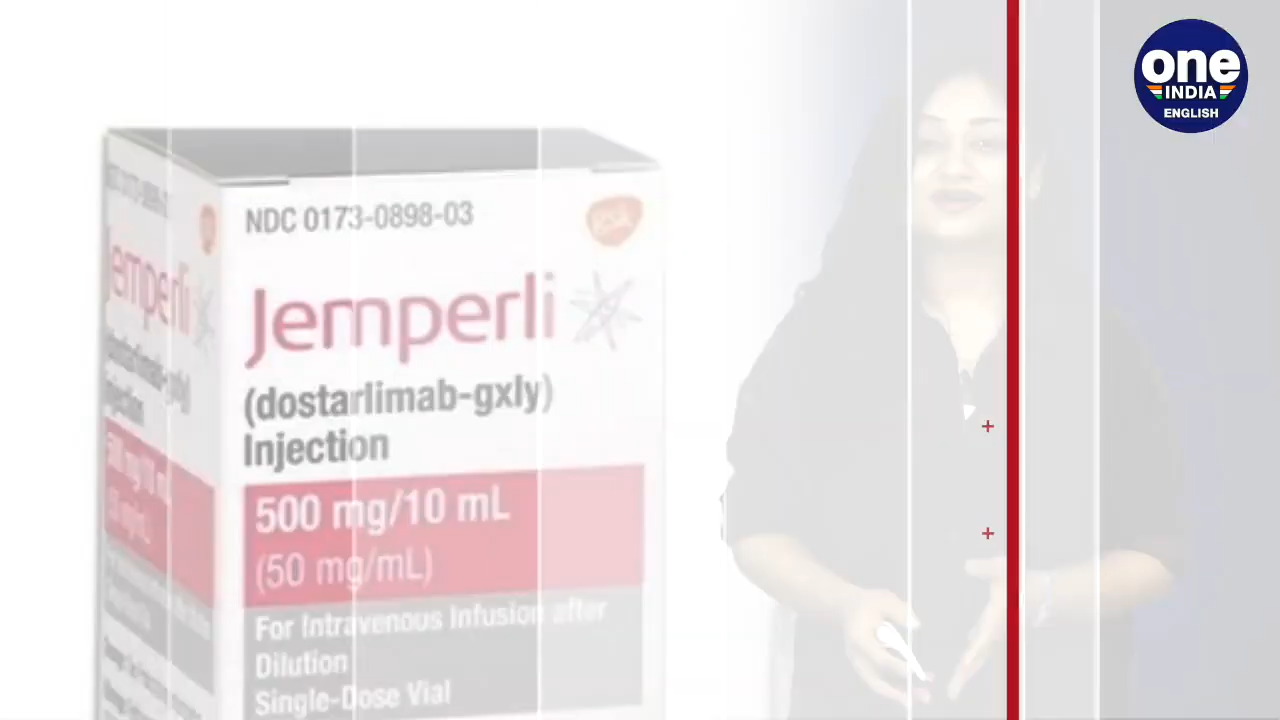 one
INDIA
ENGLISH
NDC 0173-0898-03
Jemperli
(dostarlimab-gxly)
Injection
500 mg/10 mL
(50 mg/mL)
For Intravenous Infusion after
Dilution
Single-Dose Vial